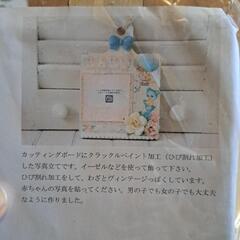 カッティングボードにクラックルペイント加工（ひび割れ加工）
した写真立てです。イーゼルなどを使って飾って下さい。
ひび割れ加工をして、わざとヴィンテージっぽくしています。
赤ちゃんの写真を貼ってください。男の子でも女の子でも大丈夫
なように作りました。